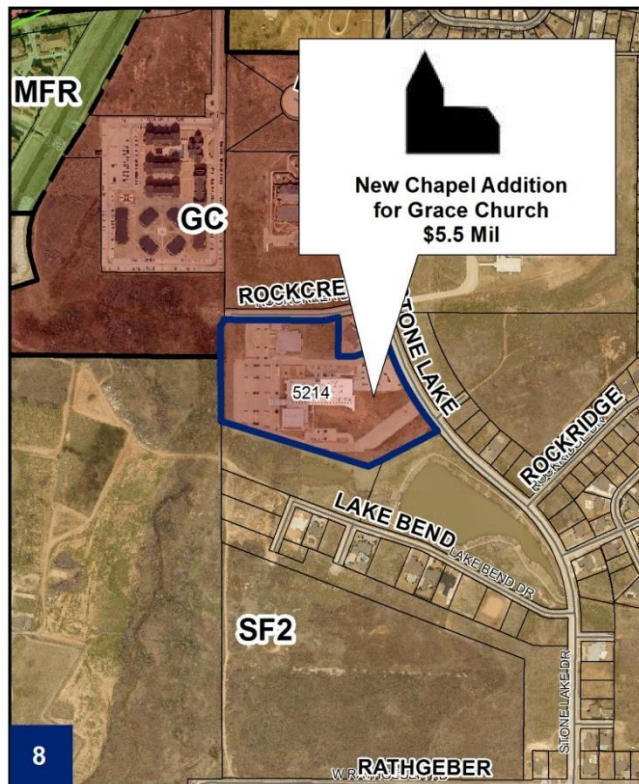 MFR
New Chapel Addition
for Grace Church
$5.5 Mil
GC
ROCKCRE
STONE LAKE
5214
ROCKRIDGE
LAKE BEND
LAKE BEND DR
SF2
STONE LAKE DR
8
RATHGEBER